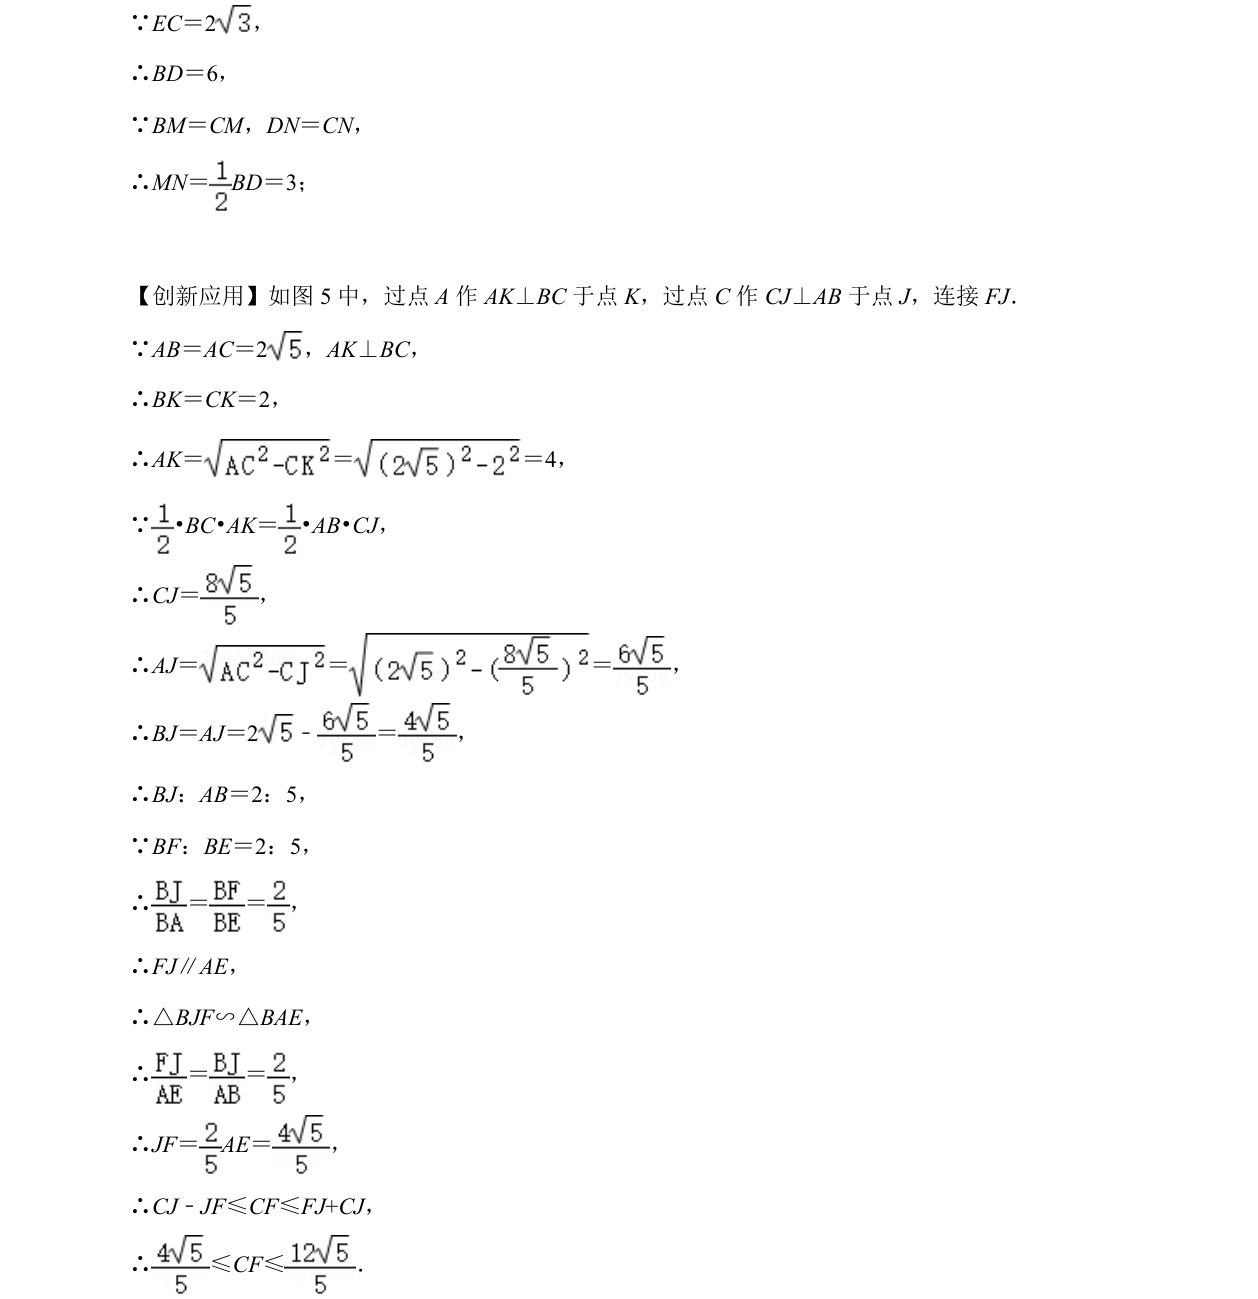 ∵EC=2√3，
∴BD=6，
∵BM=CM，DN=CN，
∴MN=1/2BD=3；
【创新应用】如图5中，过点A作AK⊥BC于点K，过点C作CJ⊥AB于点J，连接FJ．
∵AB=AC=2√5，AK⊥BC，
∴BK=CK=2，
∴AK=√(AC²-CK²)=√((2√5)²-2²)=4，
∵1/2•BC•AK=1/2•AB•CJ，
∴CJ=8√5/5，
∴AJ=√(AC²-CJ²)=√((2√5)²-(8√5/5)²)=6√5/5，
∴BJ=AJ=2√5﹣6√5/5=4√5/5，
∴BJ：AB=2：5，
∵BF：BE=2：5，
∴BJ/BA=BF/BE=2/5，
∴FJ∥AE，
∴△BJF∽△BAE，
∴FJ/AE=BJ/AB=2/5，
∴JF=2/5AE=4√5/5，
∴CJ﹣JF≤CF≤FJ+CJ，
∴4√5/5≤CF≤12√5/5．